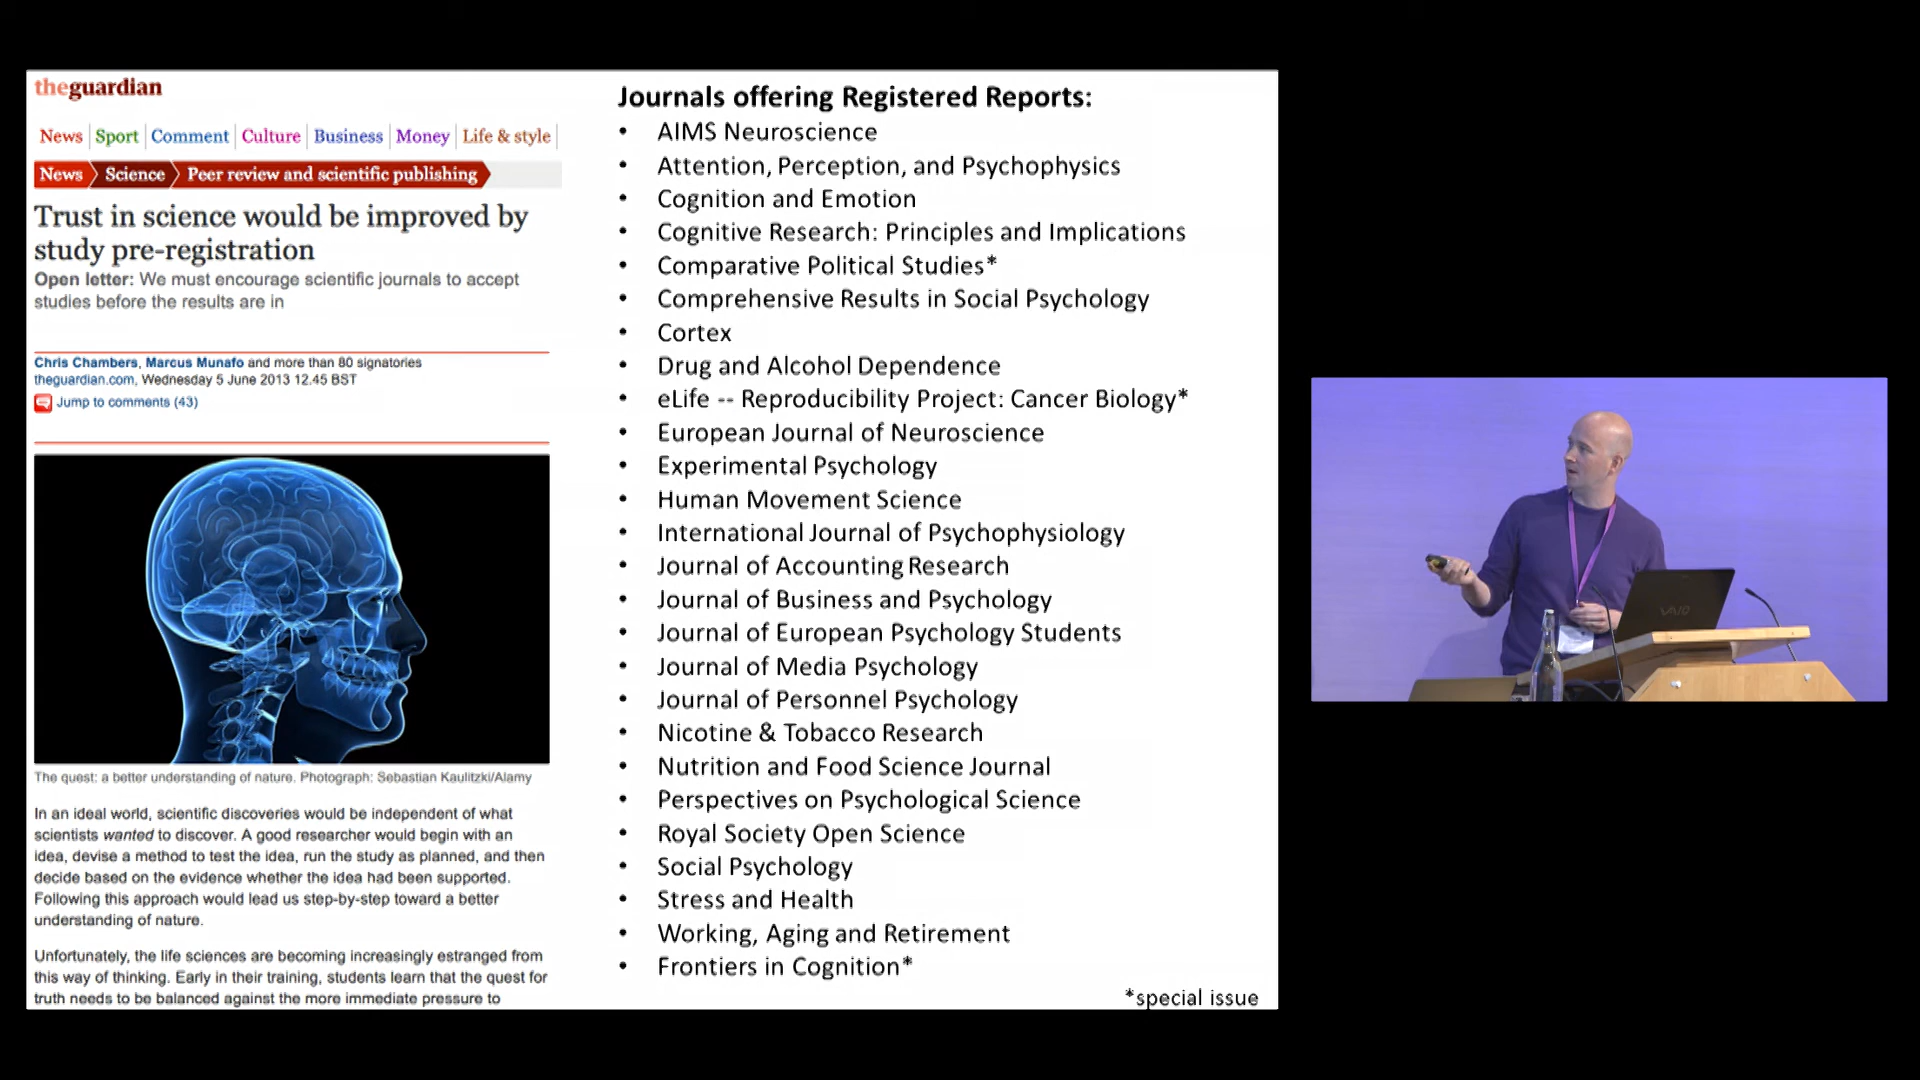 theguardian
News Sport Comment Culture Business Money Life & style
News Science Peer review and scientific publishing
Trust in science would be improved by
study pre-registration
Open letter: We must encourage scientific journals to accept
studies before the results are in
Chris Chambers, Marcus Munafo and more than 80 signatories
theguardian.com, Wednesday 5 June 2013 12.45 BST
Jump to comments (43)
The quest: a better understanding of nature. Photograph: Sebastian Kaulitzki/Alamy
In an ideal world, scientific discoveries would be independent of what
scientists wanted to discover. A good researcher would begin with an
idea, devise a method to test the idea, run the study as planned, and then
decide based on the evidence whether the idea had been supported.
Following this approach would lead us step-by-step toward a better
understanding of nature.
Unfortunately, the life sciences are becoming increasingly estranged from
this way of thinking. Early in their training, students learn that the quest for
truth needs to be balanced against the more immediate pressure to
Journals offering Registered Reports:
• AIMS Neuroscience
• Attention, Perception, and Psychophysics
• Cognition and Emotion
• Cognitive Research: Principles and Implications
• Comparative Political Studies*
• Comprehensive Results in Social Psychology
• Cortex
• Drug and Alcohol Dependence
• eLife -- Reproducibility Project: Cancer Biology*
• European Journal of Neuroscience
• Experimental Psychology
• Human Movement Science
• International Journal of Psychophysiology
• Journal of Accounting Research
• Journal of Business and Psychology
• Journal of European Psychology Students
• Journal of Media Psychology
• Journal of Personnel Psychology
• Nicotine & Tobacco Research
• Nutrition and Food Science Journal
• Perspectives on Psychological Science
• Royal Society Open Science
• Social Psychology
• Stress and Health
• Working, Aging and Retirement
• Frontiers in Cognition*
*special issue
VAIO